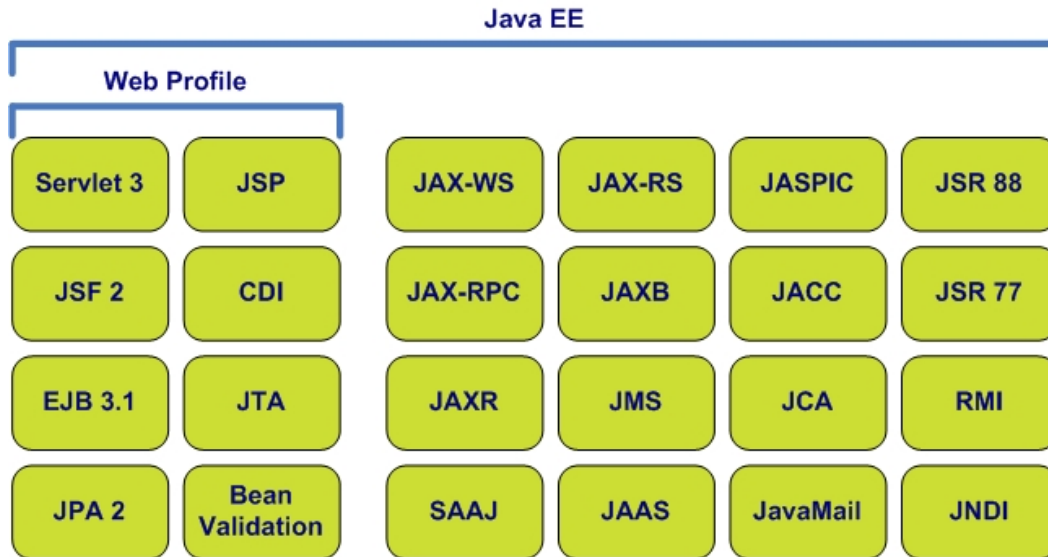 Java EE
Web Profile
Servlet 3
JSP
JAX-WS
JAX-RS
JASPIC
JSR 88
JSF 2
CDI
JAX-RPC
JAXB
JACC
JSR 77
EJB 3.1
JTA
JAXR
JMS
JCA
RMI
JPA 2
Bean
Validation
SAAJ
JAAS
JavaMail
JNDI